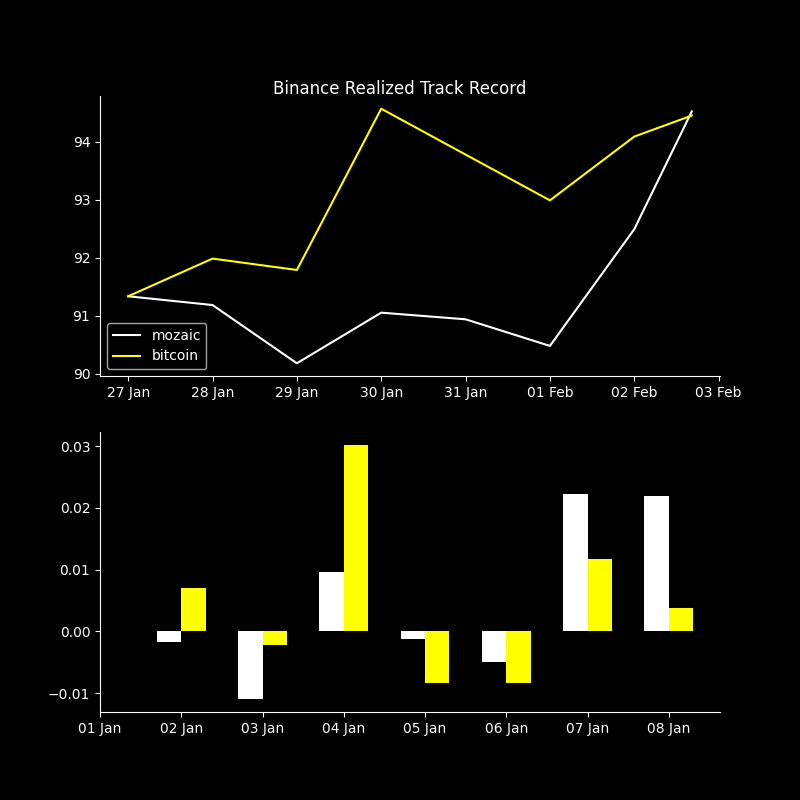 Binance Realized Track Record
94
93
92
91
90
mozaic
bitcoin
27 Jan 28 Jan 29 Jan 30 Jan 31 Jan 01 Feb 02 Feb 03 Feb
0.03
0.02
0.01
0.00
−0.01
01 Jan 02 Jan 03 Jan 04 Jan 05 Jan 06 Jan 07 Jan 08 Jan